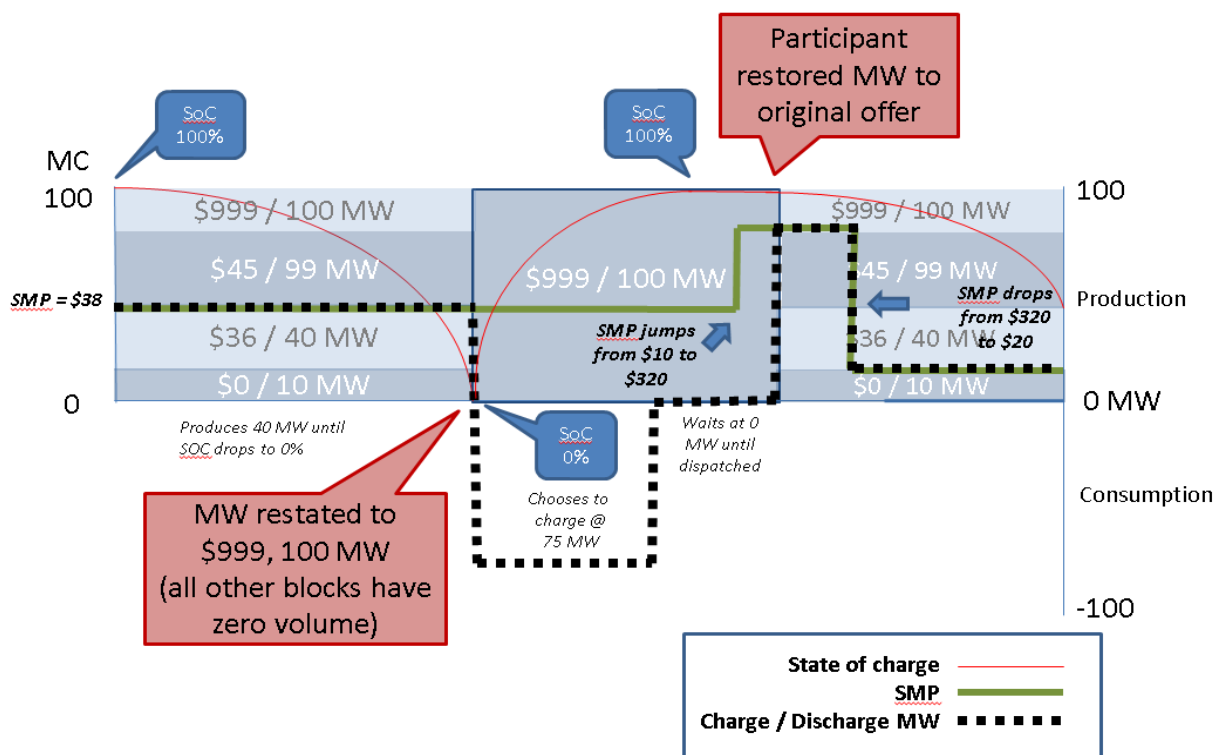 Participant
restored MW to
original offer
SoC
100%
SoC
100%
MC
100
100
$999 / 100 MW
$999 / 100 MW
$45 / 99 MW
$999 / 100 MW
$45 / 99 MW
SMP = $38
SMP drops
from $320
to $20
Production
$36 / 40 MW
SMP jumps
from $10 to
$320
$36 / 40 MW
$0 / 10 MW
$0 / 10 MW
0
0 MW
Produces 40 MW until
SOC drops to 0%
SoC
0%
Waits at 0
MW until
dispatched
Chooses to
charge @
75 MW
Consumption
MW restated to
$999, 100 MW
(all other blocks have
zero volume)
-100
State of charge
SMP
Charge / Discharge MW